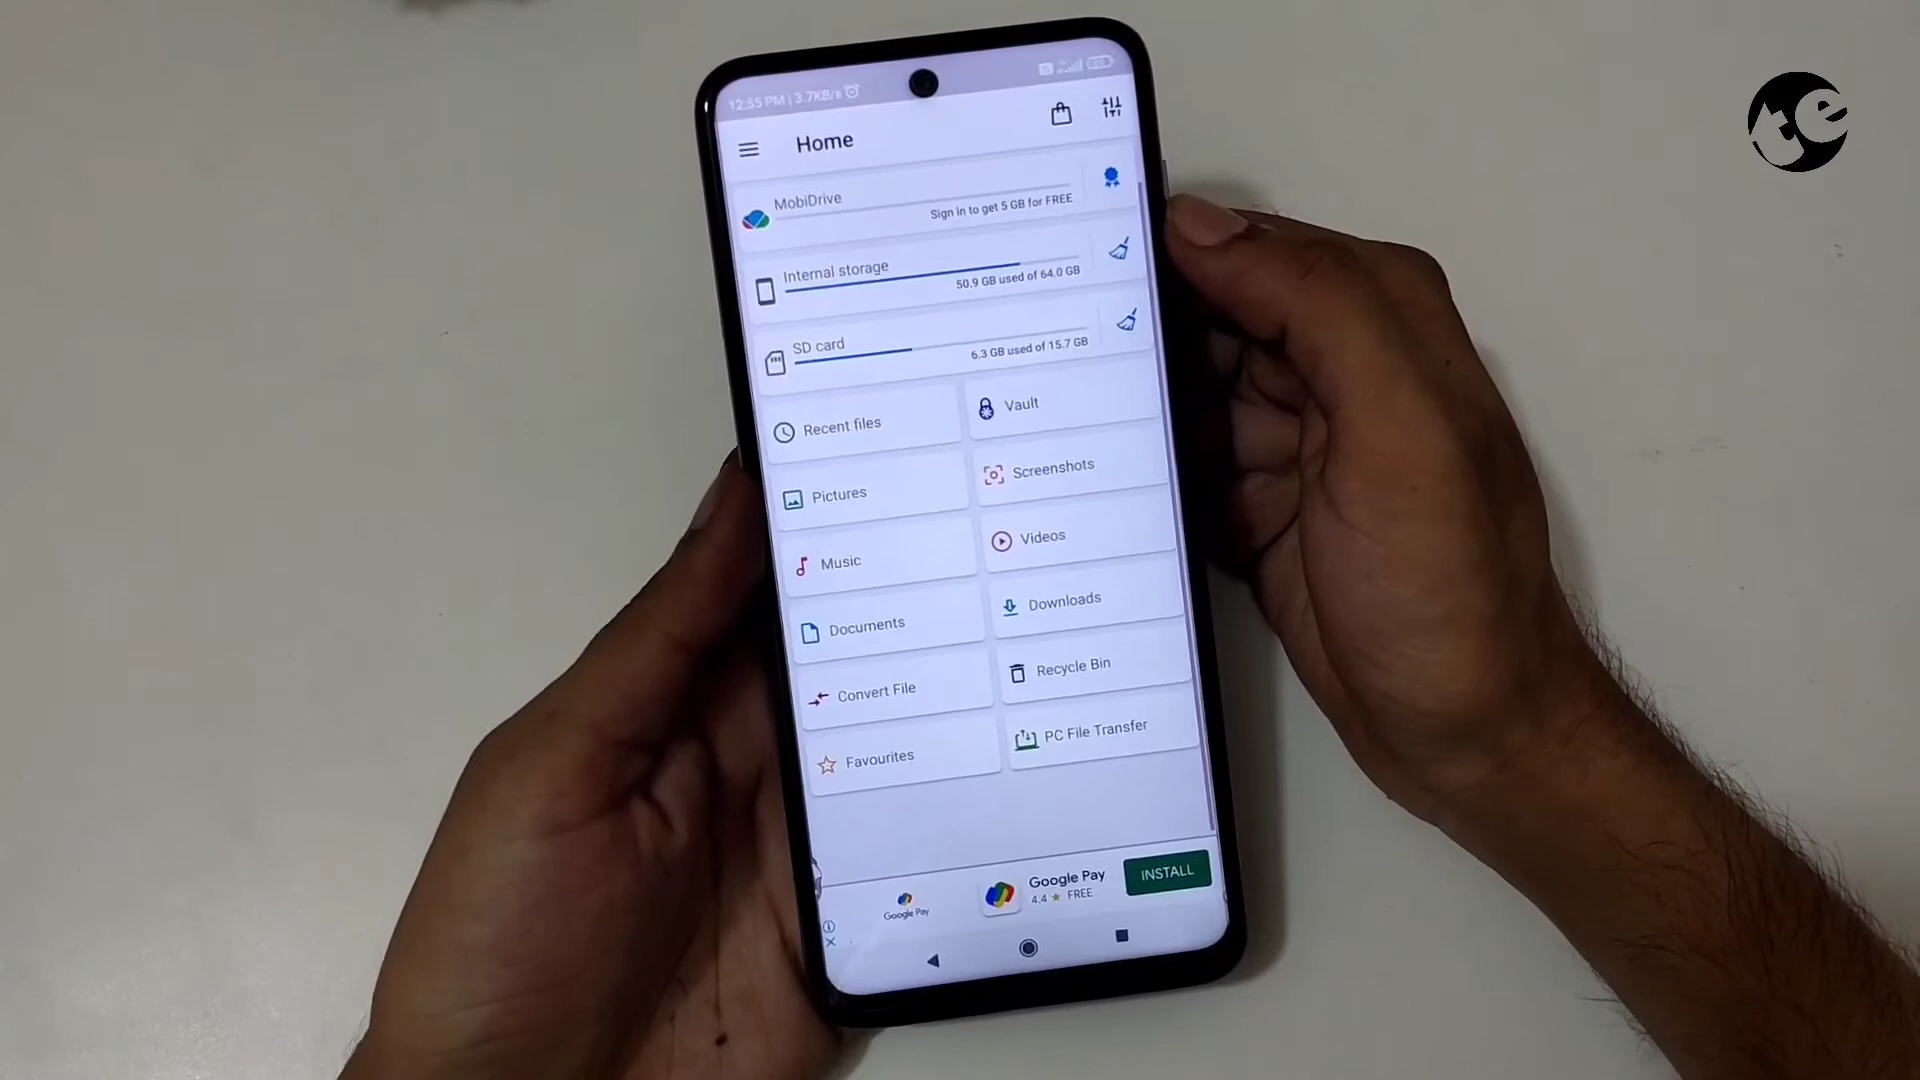 12:55 PM | 3.7KB/s
Home
MobiDrive
Sign in to get 5 GB for FREE
Internal storage
50.9 GB used of 64.0 GB
SD card
6.3 GB used of 15.7 GB
Recent files
Vault
Pictures
Screenshots
Music
Videos
Documents
Downloads
Convert File
Recycle Bin
Favourites
PC File Transfer
Google Pay
Google Pay
4.4 ★ FREE
INSTALL
te